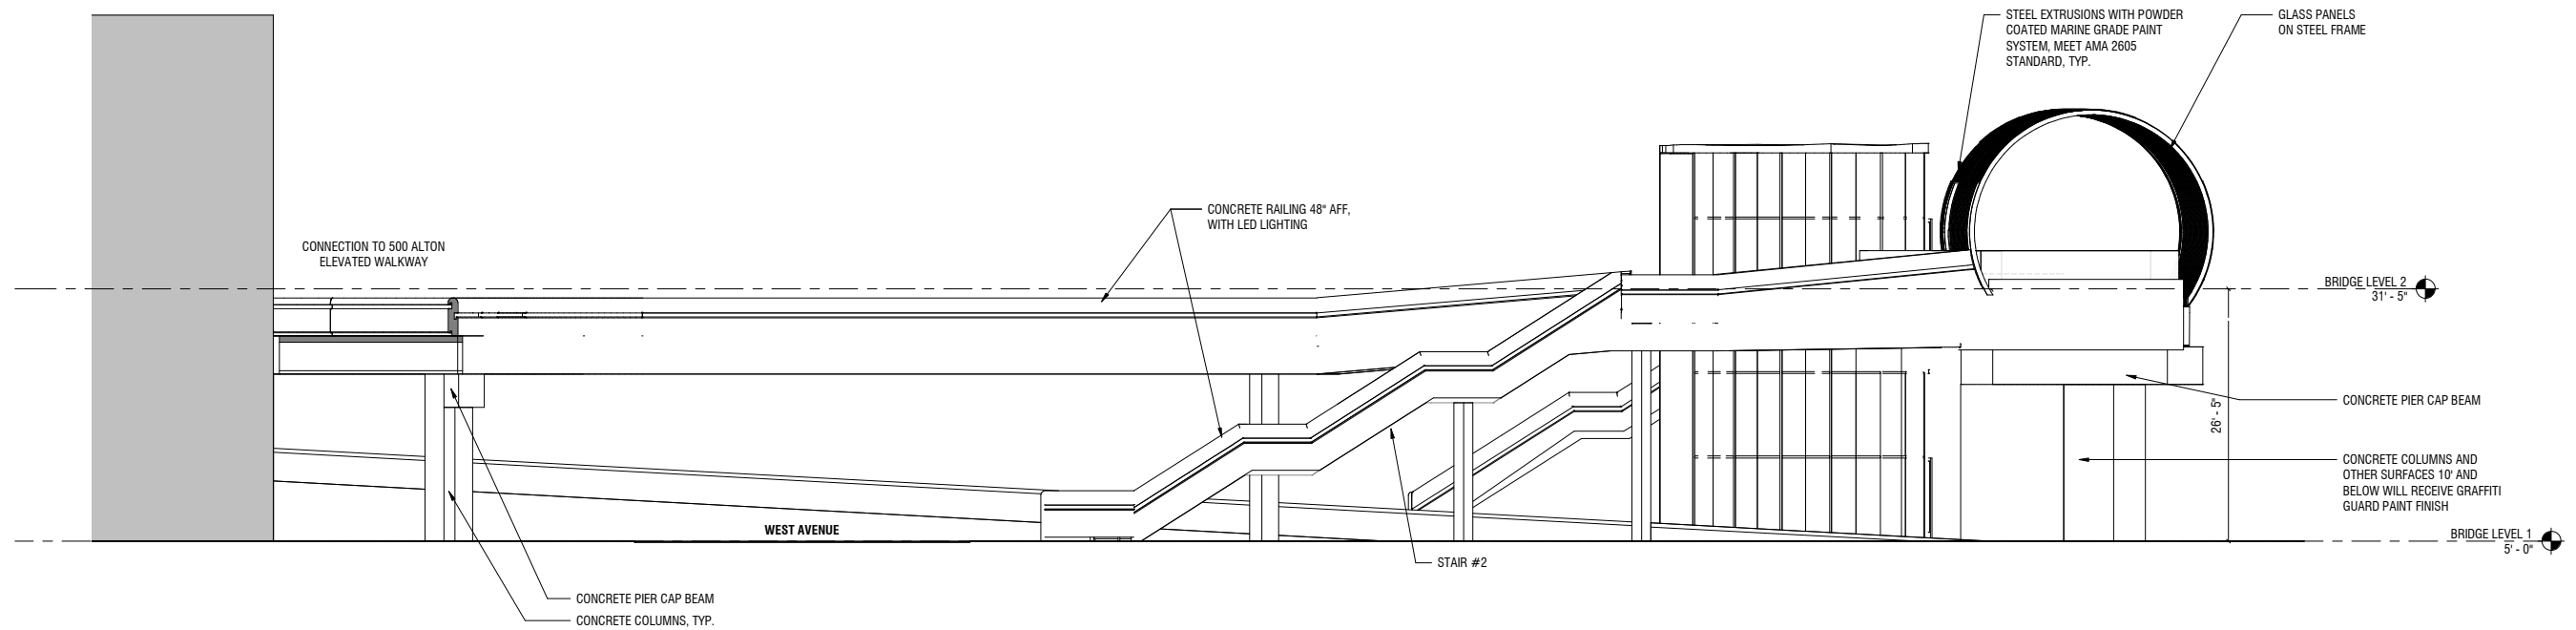 STEEL EXTRUSIONS WITH POWDER
COATED MARINE GRADE PAINT
SYSTEM, MEET AMA 2605
STANDARD, TYP.
GLASS PANELS
ON STEEL FRAME
CONCRETE RAILING 48" AFF,
WITH LED LIGHTING
CONNECTION TO 500 ALTON
ELEVATED WALKWAY
BRIDGE LEVEL 2
31' - 5"
CONCRETE PIER CAP BEAM
26' - 5"
CONCRETE COLUMNS AND
OTHER SURFACES 10' AND
BELOW WILL RECEIVE GRAFFITI
GUARD PAINT FINISH
WEST AVENUE
BRIDGE LEVEL 1
5' - 0"
STAIR #2
CONCRETE PIER CAP BEAM
CONCRETE COLUMNS, TYP.